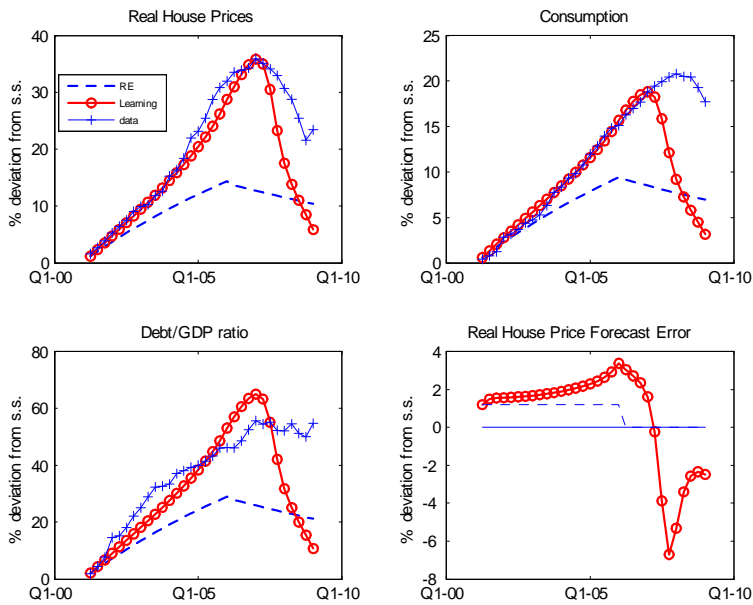 Real House Prices
% deviation from s.s.
40
30
20
10
0
Q1-00
Q1-05
Q1-10
RE
Learning
data
Consumption
% deviation from s.s.
25
20
15
10
5
0
Q1-00
Q1-05
Q1-10
Debt/GDP ratio
% deviation from s.s.
80
60
40
20
0
Q1-00
Q1-05
Q1-10
Real House Price Forecast Error
% deviation from s.s.
4
2
0
-2
-4
-6
-8
Q1-00
Q1-05
Q1-10